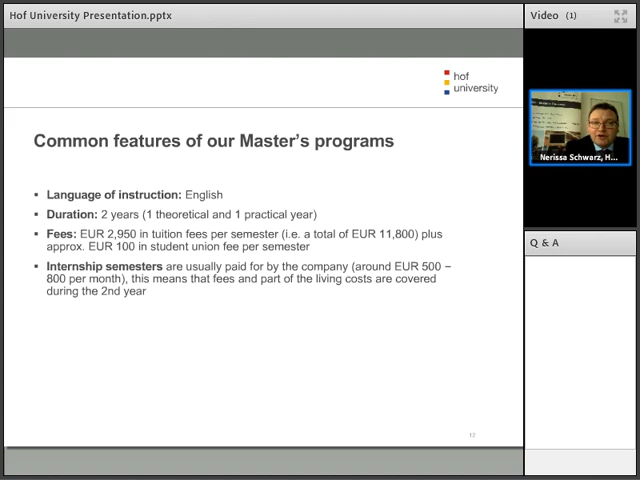 Hof University Presentation.pptx
Video (1)
hof
university
Common features of our Master's programs
▪ Language of instruction: English
▪ Duration: 2 years (1 theoretical and 1 practical year)
▪ Fees: EUR 2,950 in tuition fees per semester (i.e. a total of EUR 11,800) plus
approx. EUR 100 in student union fee per semester
▪ Internship semesters are usually paid for by the company (around EUR 500 –
800 per month), this means that fees and part of the living costs are covered
during the 2nd year
12
Nerissa Schwarz, H...
Q & A